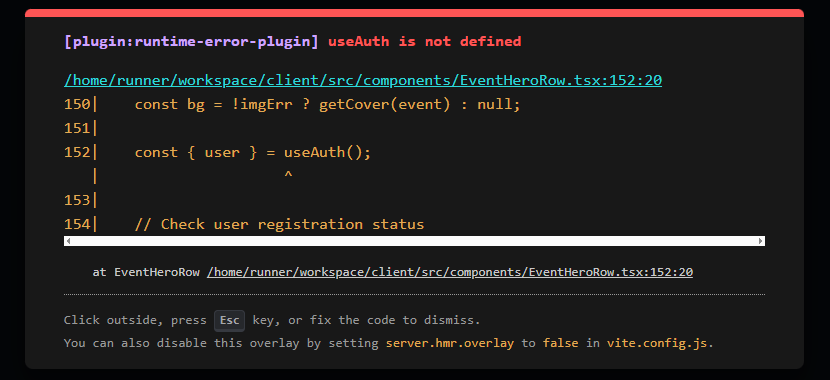 [plugin:runtime-error-plugin] useAuth is not defined
/home/runner/workspace/client/src/components/EventHeroRow.tsx:152:20
150|    const bg = !imgErr ? getCover(event) : null;
151|
152|    const { user } = useAuth();
   |                     ^
153|
154|    // Check user registration status
at EventHeroRow /home/runner/workspace/client/src/components/EventHeroRow.tsx:152:20
Click outside, press Esc key, or fix the code to dismiss.
You can also disable this overlay by setting server.hmr.overlay to false in vite.config.js.